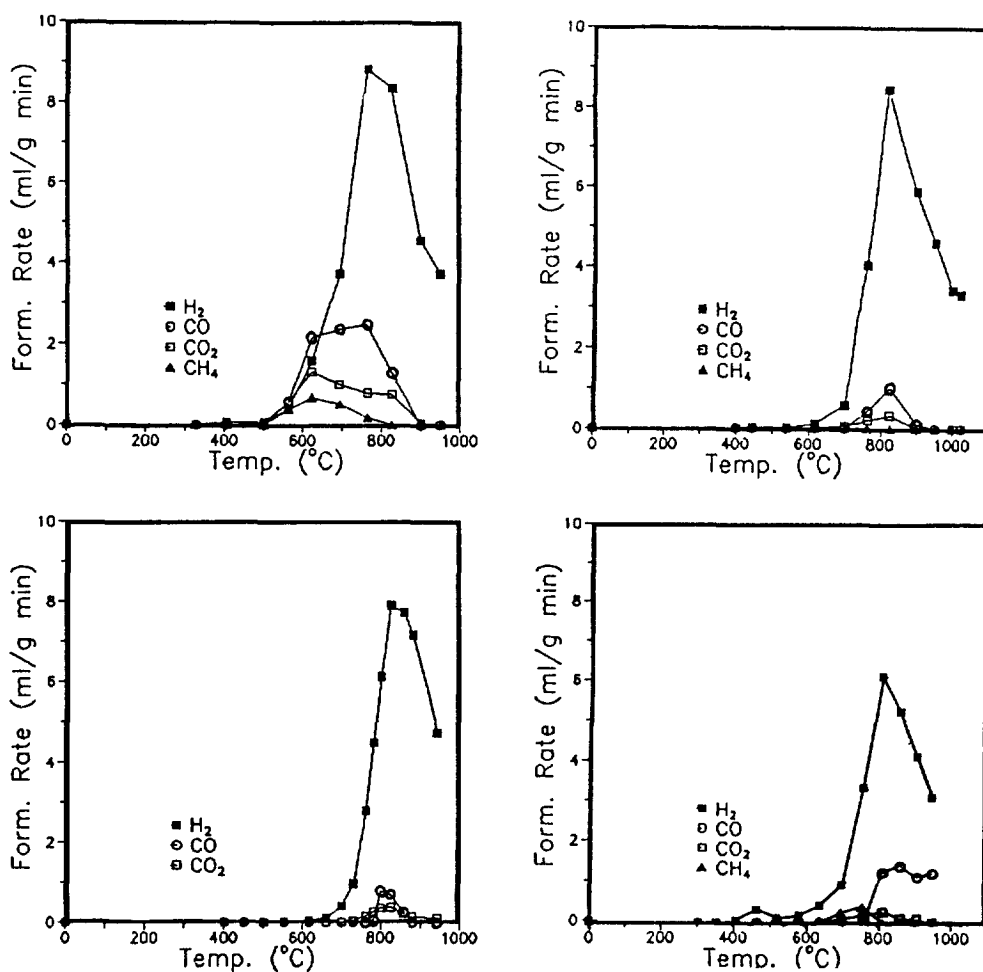 Form. Rate (ml/g min)
10
8
6
4
2
0
H₂
CO
CO₂
CH₄
0 200 400 600 800 1000
Temp. (°C)
Form. Rate (ml/g min)
10
8
6
4
2
0
H₂
CO
CO₂
CH₄
0 200 400 600 800 1000
Temp. (°C)
Form. Rate (ml/g min)
10
8
6
4
2
0
H₂
CO
CO₂
0 200 400 600 800 1000
Temp. (°C)
Form. Rate (ml/g min)
10
8
6
4
2
0
H₂
CO
CO₂
CH₄
0 200 400 600 800 1000
Temp. (°C)